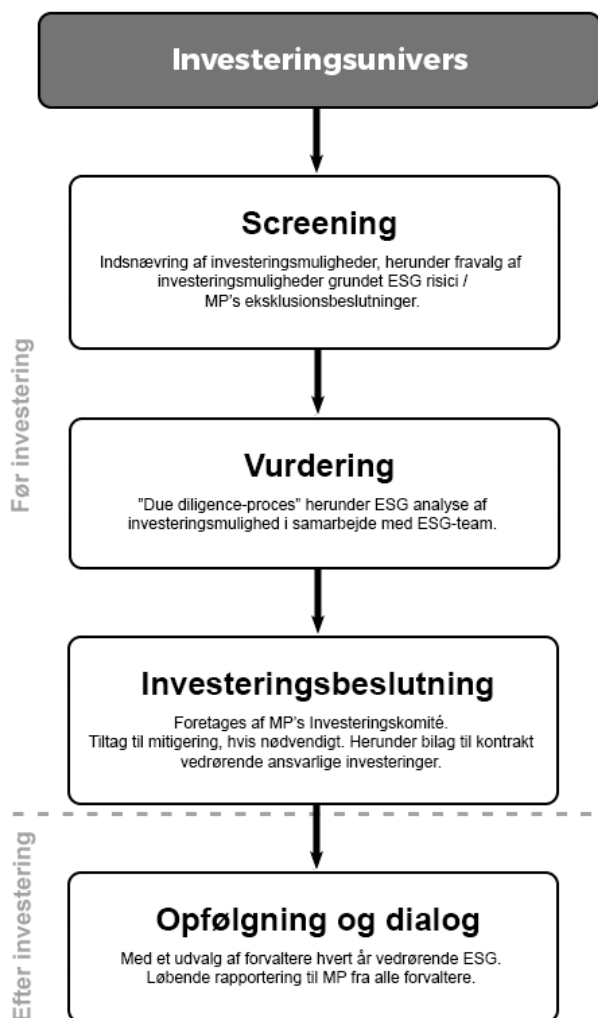 Investeringsunivers
Screening
Indsnævring af investeringsmuligheder, herunder fravalg af
investeringsmuligheder grundet ESG risici /
MP's eksklusionsbeslutninger.
Før investering
Vurdering
"Due diligence-proces" herunder ESG analyse af
investeringsmulighed i samarbejde med ESG-team.
Investeringsbeslutning
Foretages af MP's Investeringskomité.
Tiltag til mitigering, hvis nødvendigt. Herunder bilag til kontrakt
vedrørende ansvarlige investeringer.
Efter investering
Opfølgning og dialog
Med et udvalg af forvaltere hvert år vedrørende ESG.
Løbende rapportering til MP fra alle forvaltere.